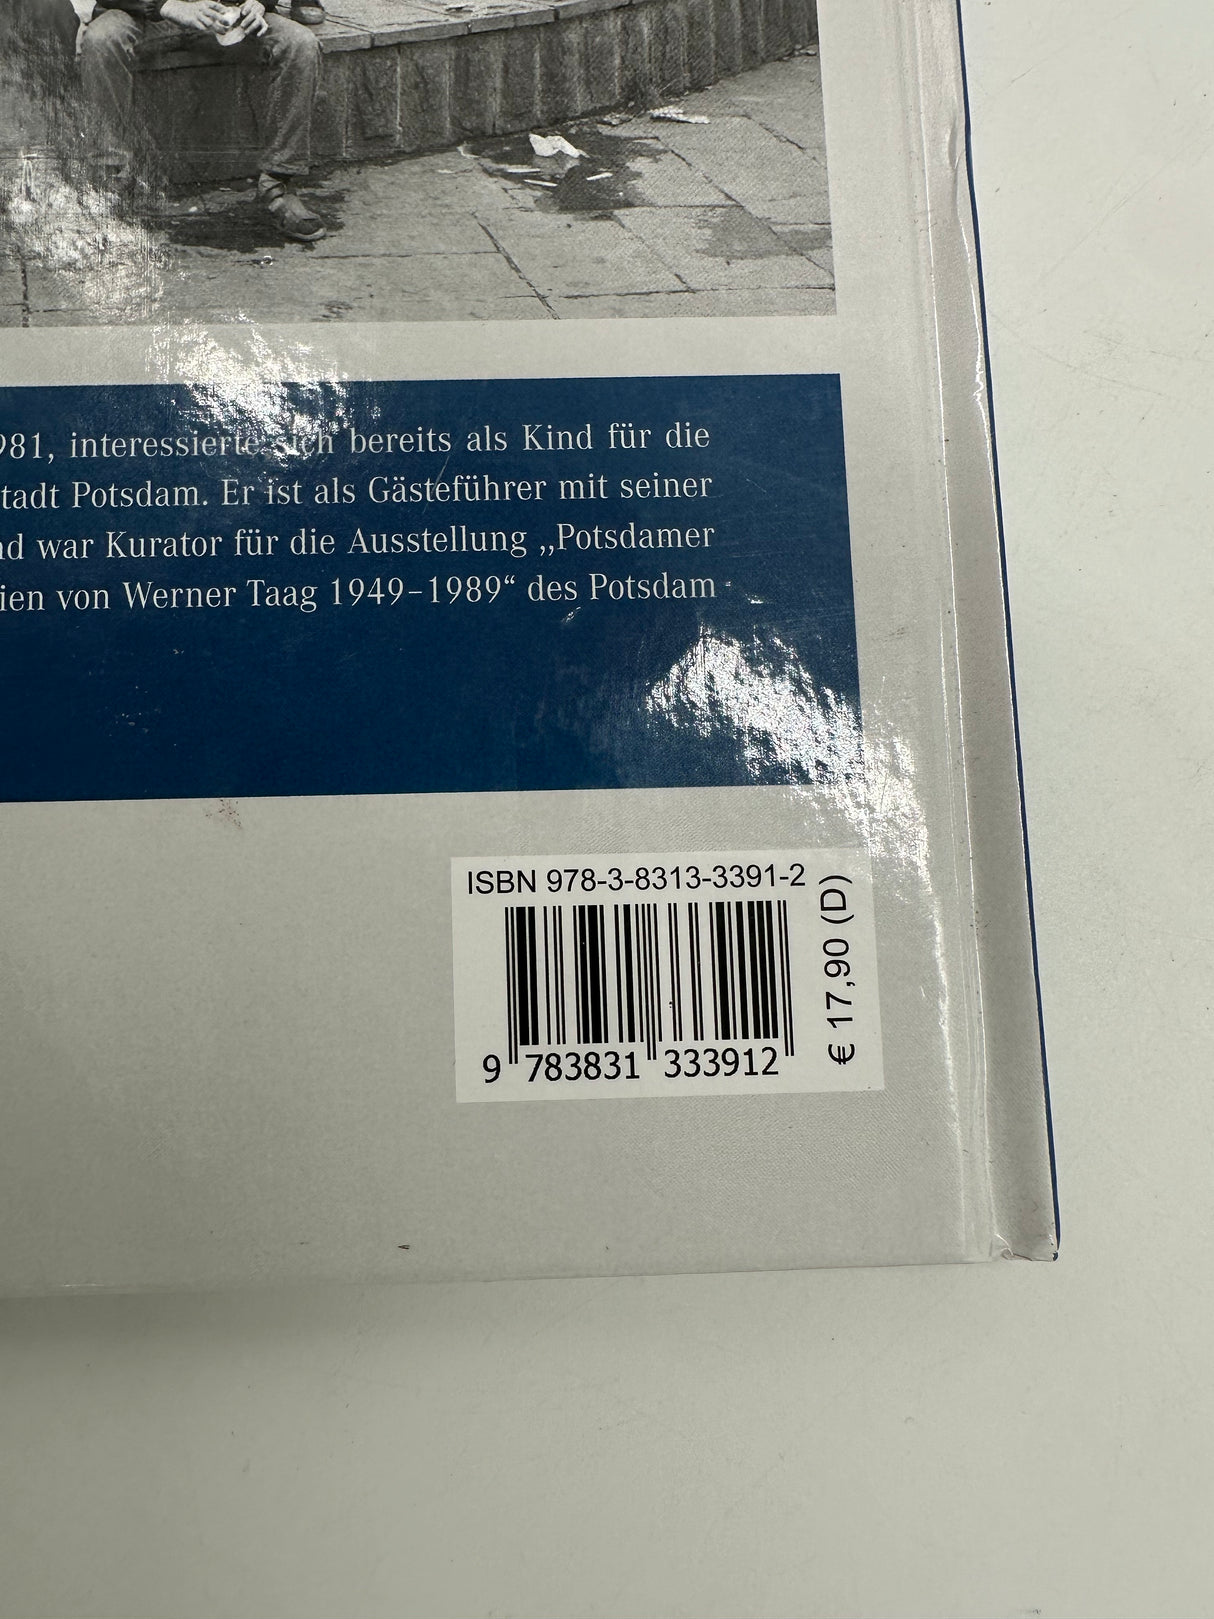 981, interessierte sich bereits als Kind für die
tadt Potsdam. Er ist als Gästeführer mit seiner
nd war Kurator für die Ausstellung „Potsdamer
ien von Werner Taag 1949–1989“ des Potsdam
ISBN 978-3-8313-3391-2
€ 17,90 (D)
9 783831 333912